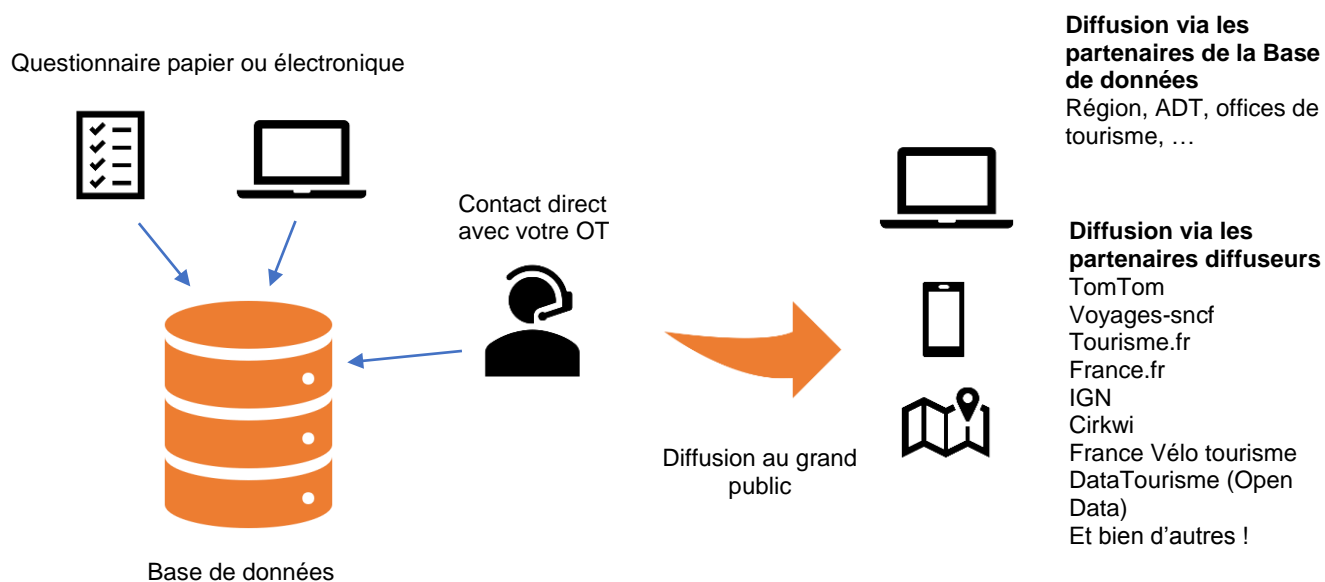 Questionnaire papier ou électronique
Contact direct
avec votre OT
Base de données
Diffusion au grand
public
Diffusion via les
partenaires de la Base
de données
Région, ADT, offices de
tourisme, …
Diffusion via les
partenaires diffuseurs
TomTom
Voyages-sncf
Tourisme.fr
France.fr
IGN
Cirkwi
France Vélo tourisme
DataTourisme (Open
Data)
Et bien d’autres !